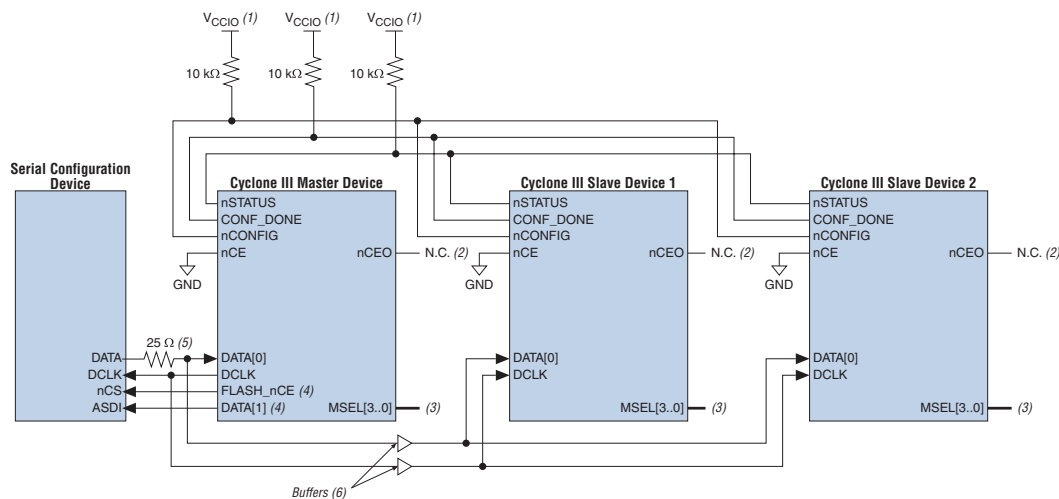 VCCIO (1) VCCIO (1) VCCIO (1)
10 kΩ 10 kΩ 10 kΩ
Serial Configuration
Device
DATA
DCLK
nCS
ASDI
25 Ω (5)
Cyclone III Master Device
nSTATUS
CONF_DONE
nCONFIG
nCE
GND
nCEO
N.C. (2)
DATA[0]
DCLK
FLASH_nCE (4)
DATA[1] (4)
MSEL[3..0]
(3)
Cyclone III Slave Device 1
nSTATUS
CONF_DONE
nCONFIG
nCE
GND
nCEO
N.C. (2)
DATA[0]
DCLK
MSEL[3..0]
(3)
Cyclone III Slave Device 2
nSTATUS
CONF_DONE
nCONFIG
nCE
GND
nCEO
N.C. (2)
DATA[0]
DCLK
MSEL[3..0]
(3)
Buffers (6)